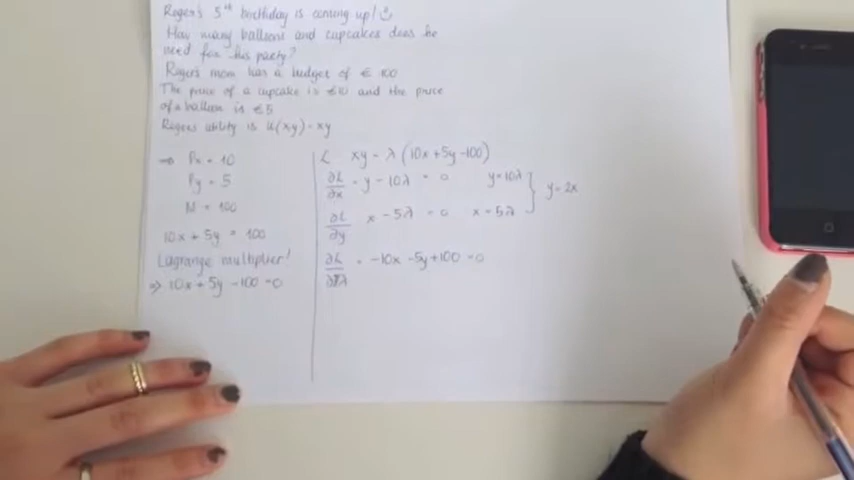 Roger's 5th birthday is coming up! ☺
How many balloons and cupcakes does he
need for his party?
Rogers mom has a budget of € 100
The price of a cupcake is €10 and the price
of a balloon is €5
Rogers utility is U(xy) = xy
⇒ Px = 10
Py = 5
M = 100
10x + 5y = 100
Lagrange multiplier!
⇒ 10x + 5y - 100 = 0
L xy - λ (10x + 5y - 100)
∂L/∂x = y - 10λ = 0 y = 10λ } y = 2x
∂L/∂y x - 5λ = 0 x = 5λ
∂L/∂λ = -10x - 5y + 100 = 0